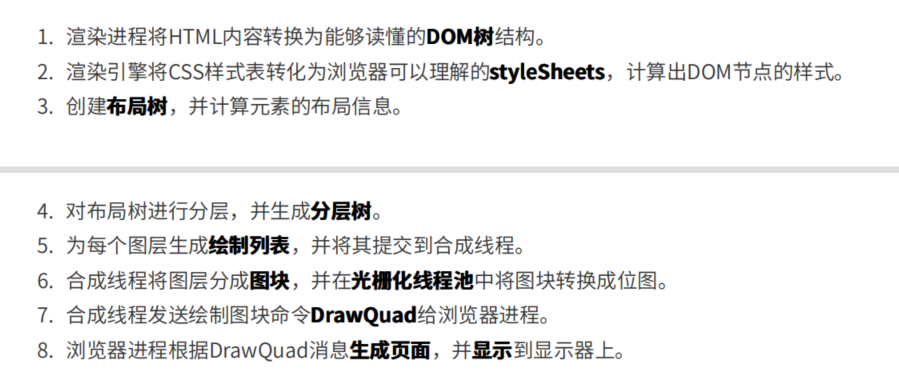 1. 渲染进程将HTML内容转换为能够读懂的DOM树结构。
2. 渲染引擎将CSS样式表转化为浏览器可以理解的styleSheets，计算出DOM节点的样式。
3. 创建布局树，并计算元素的布局信息。
4. 对布局树进行分层，并生成分层树。
5. 为每个图层生成绘制列表，并将其提交到合成线程。
6. 合成线程将图层分成图块，并在光栅化线程池中将图块转换成位图。
7. 合成线程发送绘制图块命令DrawQuad给浏览器进程。
8. 浏览器进程根据DrawQuad消息生成页面，并显示到显示器上。